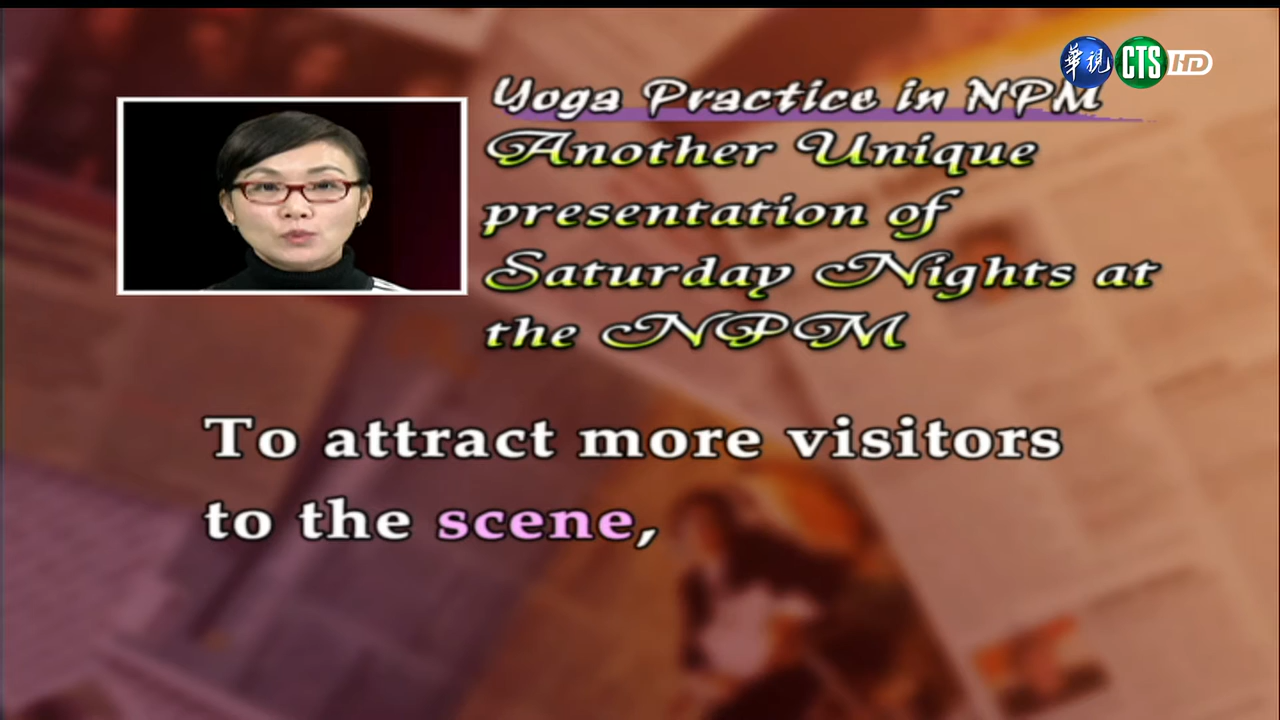 華視 CTS HD
Yoga Practice in NPM
Another Unique
presentation of
Saturday Nights at
the NPM
To attract more visitors
to the scene,